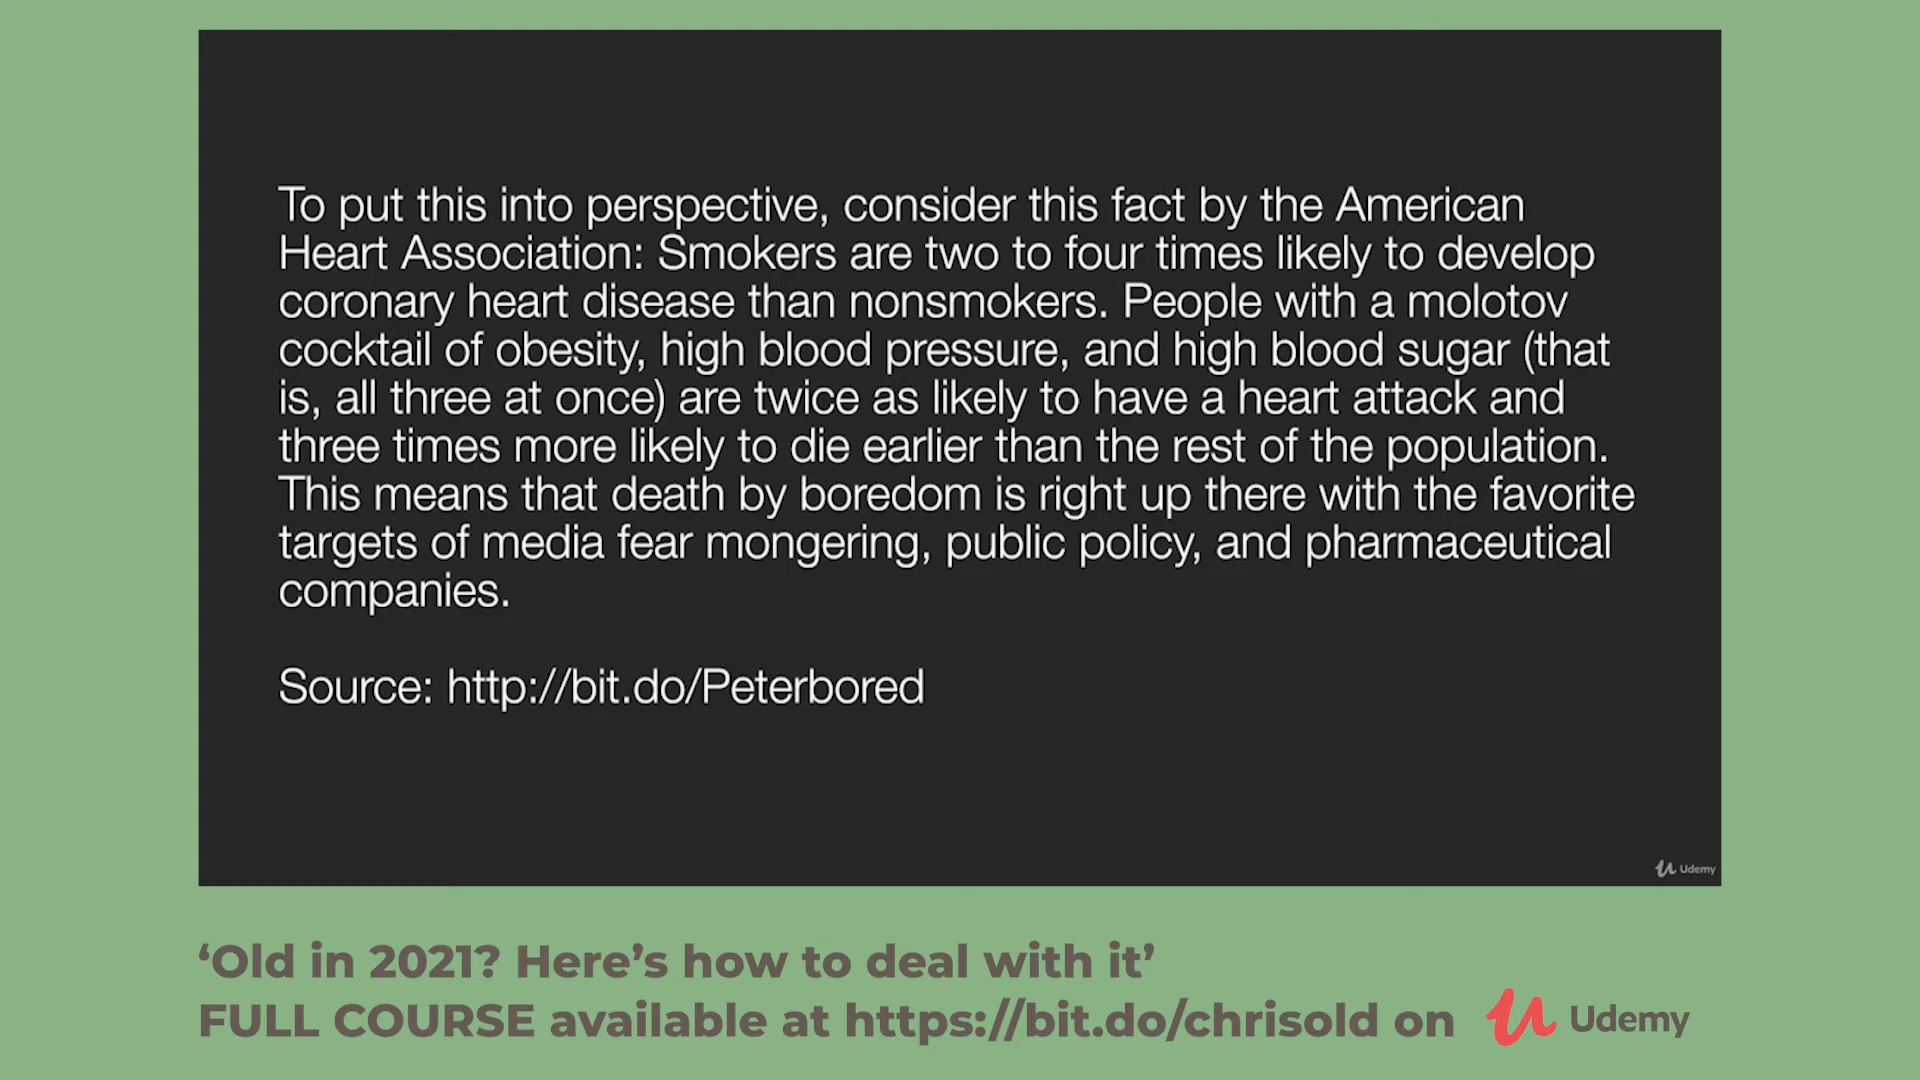 To put this into perspective, consider this fact by the American
Heart Association: Smokers are two to four times likely to develop
coronary heart disease than nonsmokers. People with a molotov
cocktail of obesity, high blood pressure, and high blood sugar (that
is, all three at once) are twice as likely to have a heart attack and
three times more likely to die earlier than the rest of the population.
This means that death by boredom is right up there with the favorite
targets of media fear mongering, public policy, and pharmaceutical
companies.
Source: http://bit.do/Peterbored
Udemy
‘Old in 2021? Here’s how to deal with it’
FULL COURSE available at https://bit.do/chrisold on Udemy